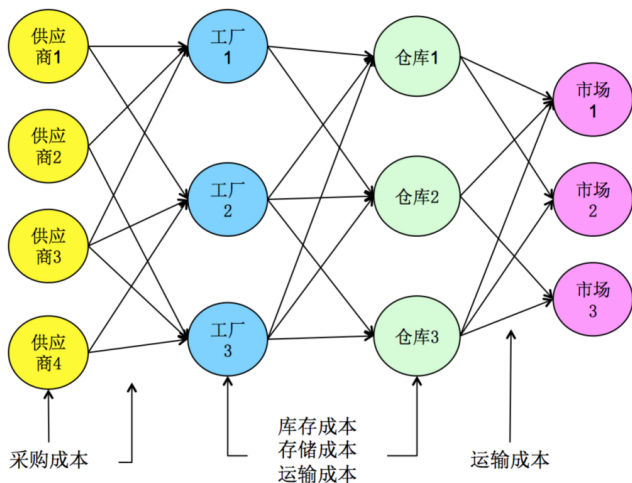 供应
商1
工厂
1
仓库1
市场
1
供应
商2
工厂
2
仓库2
市场
2
供应
商3
工厂
3
仓库3
市场
3
供应
商4
采购成本
库存成本
存储成本
运输成本
运输成本